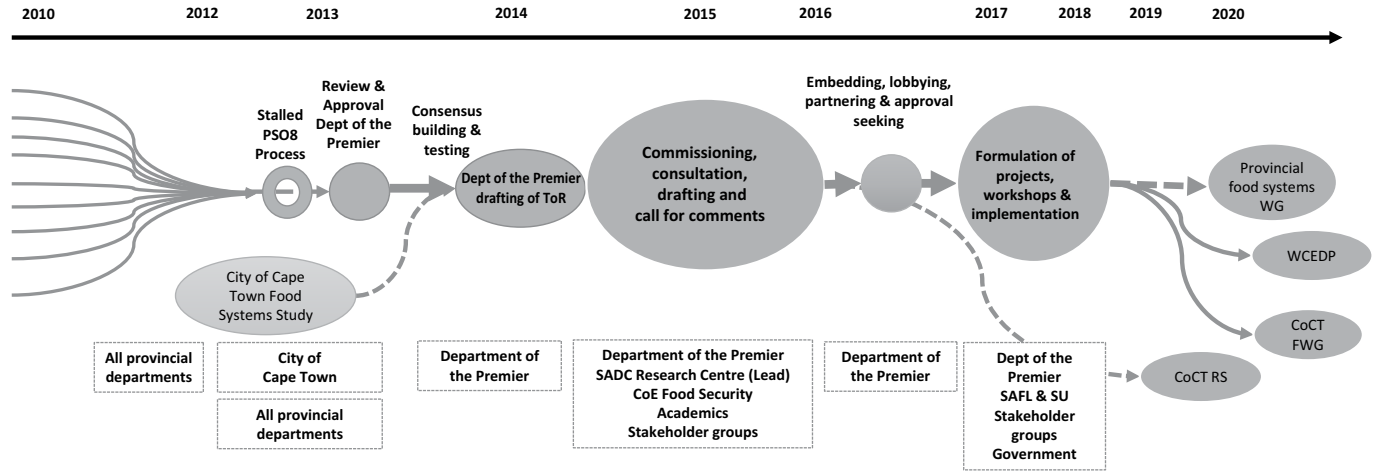 2010 2012 2013 2014 2015 2016 2017 2018 2019 2020
Stalled
PSO8
Process
Review &
Approval
Dept of the
Premier
Consensus
building &
testing
Dept of the Premier
drafting of ToR
Commissioning,
consultation,
drafting and
call for comments
Embedding, lobbying,
partnering & approval
seeking
Formulation of
projects,
workshops &
implementation
Provincial
food systems
WG
WCEDP
CoCT
FWG
CoCT RS
City of Cape
Town Food
Systems Study
All provincial
departments
City of
Cape Town
All provincial
departments
Department of
the Premier
Department of the Premier
SADC Research Centre (Lead)
CoE Food Security
Academics
Stakeholder groups
Department of
the Premier
Dept of the
Premier
SAFL & SU
Stakeholder
groups
Government